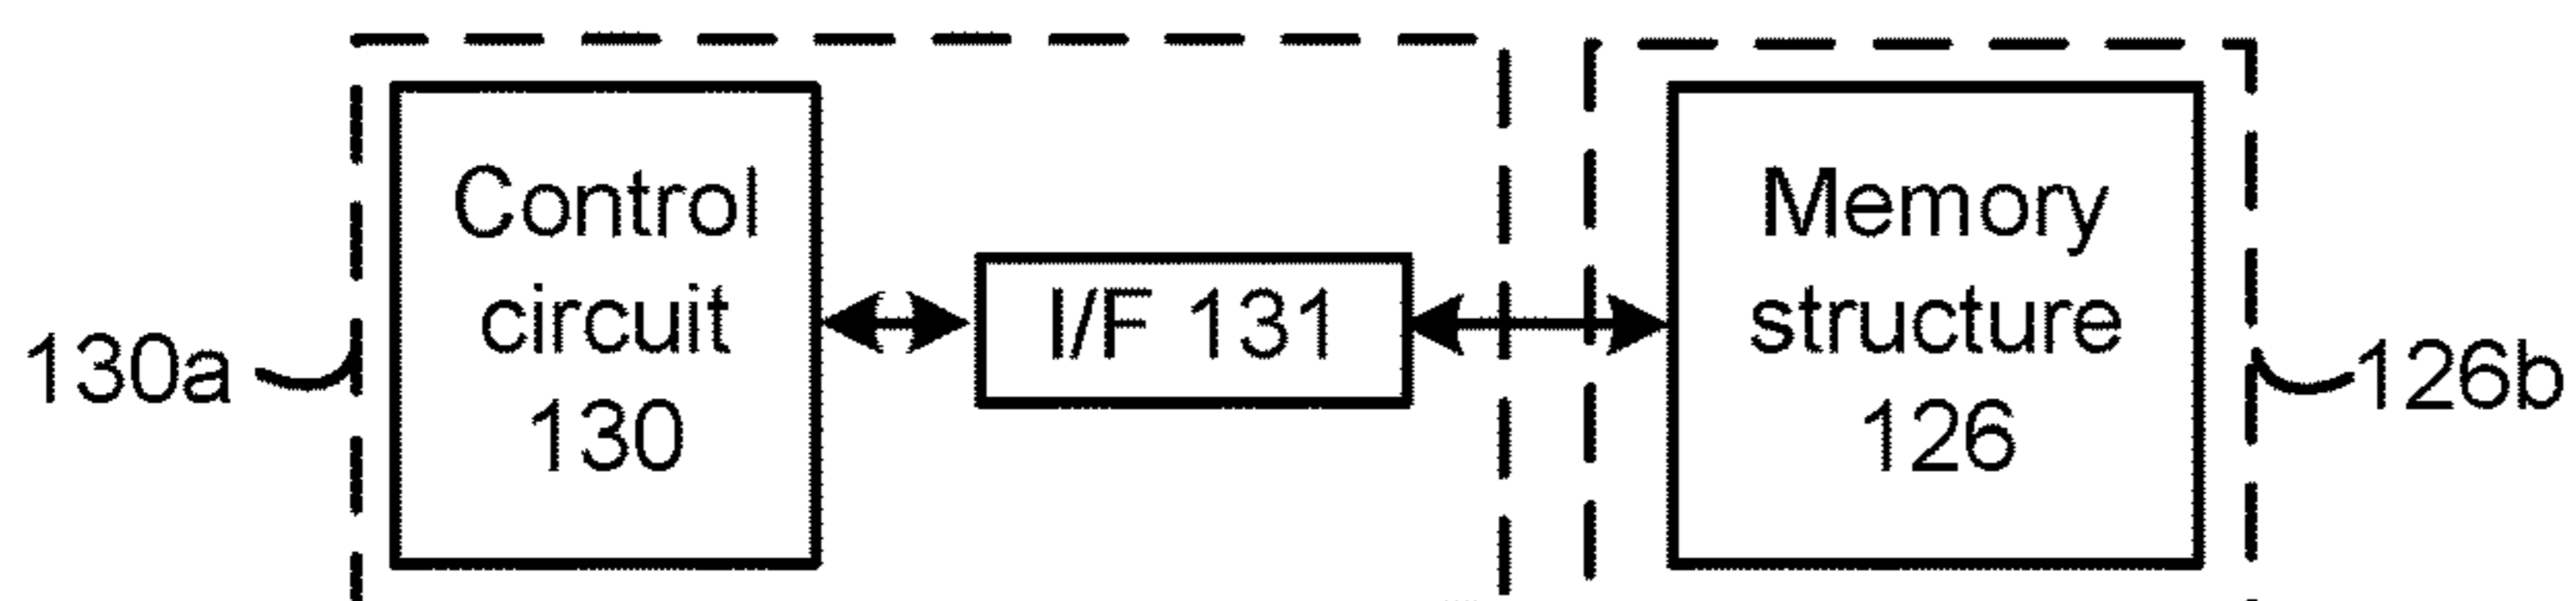 Control
circuit
130
I/F 131
Memory
structure
126
130a
126b